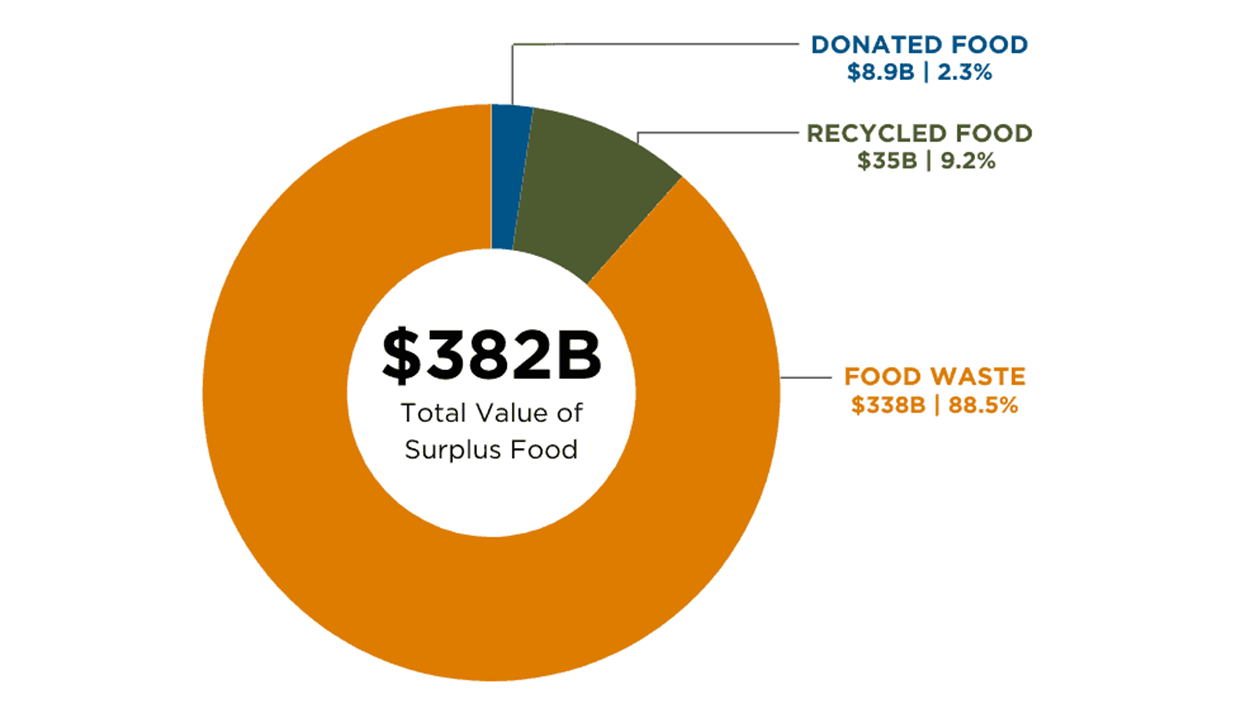 DONATED FOOD
$8.9B | 2.3%
RECYCLED FOOD
$35B | 9.2%
$382B
Total Value of
Surplus Food
FOOD WASTE
$338B | 88.5%